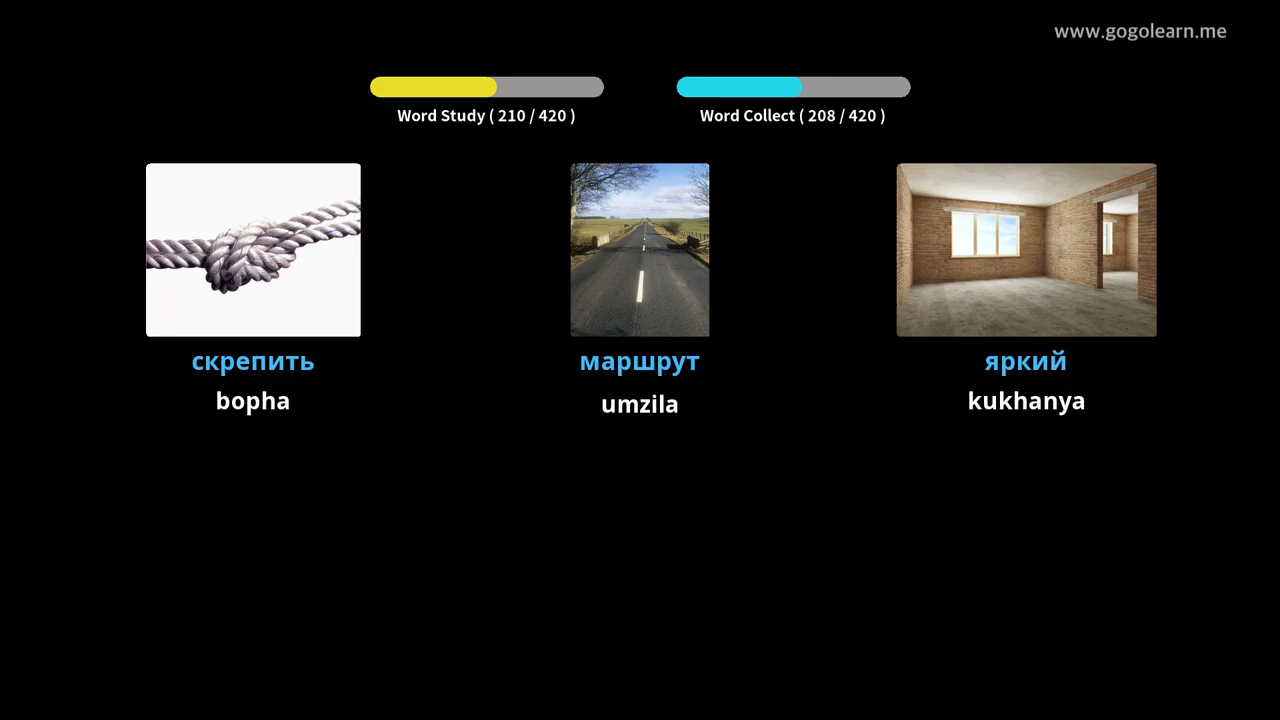 www.gogolearn.me
Word Study ( 210 / 420 )
Word Collect ( 208 / 420 )
скрепить
маршрут
яркий
bopha
umzila
kukhanya